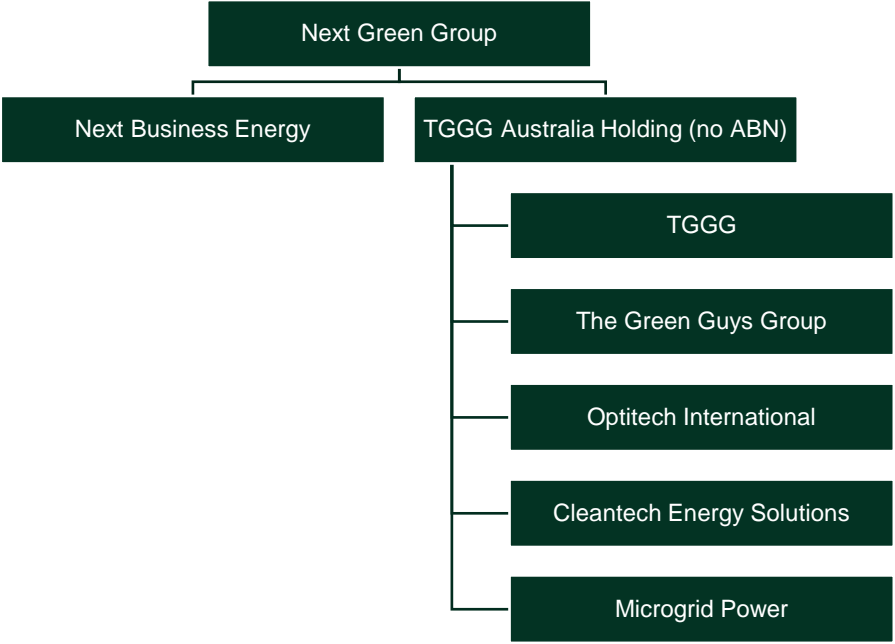 Next Green Group
Next Business Energy
TGGG Australia Holding (no ABN)
TGGG
The Green Guys Group
Optitech International
Cleantech Energy Solutions
Microgrid Power